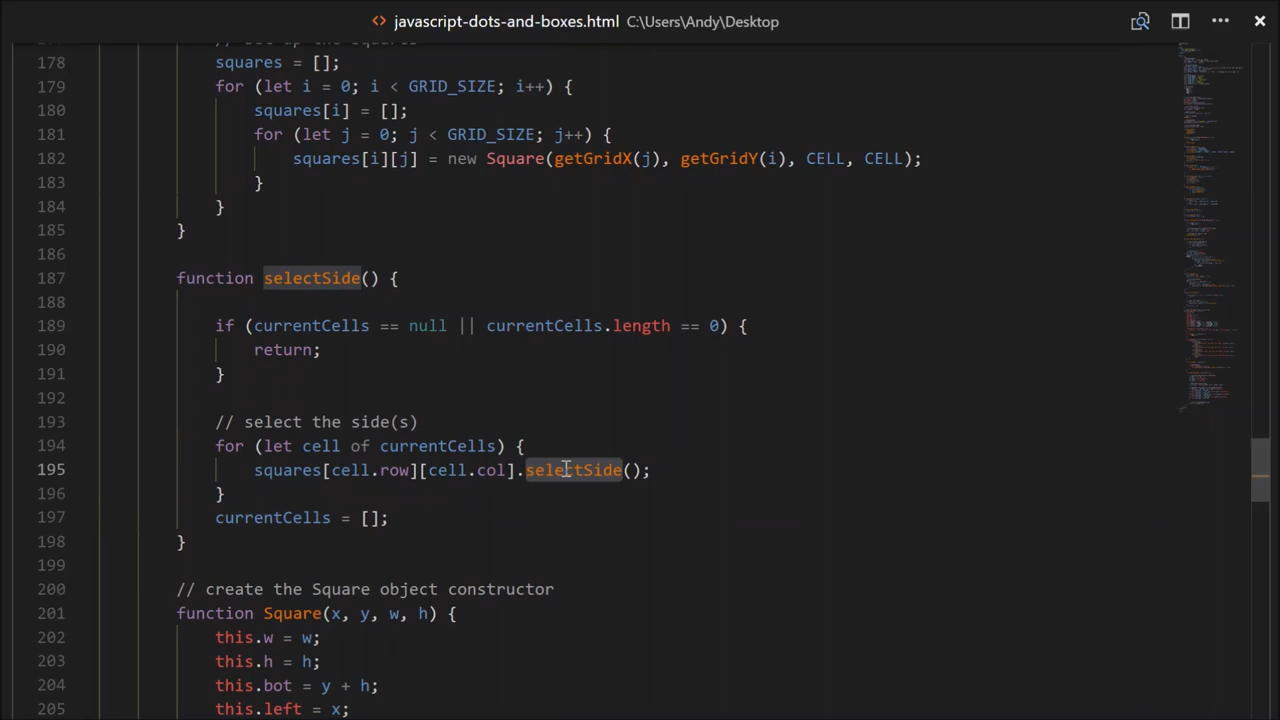 javascript-dots-and-boxes.html C:\Users\Andy\Desktop
178 squares = [];
179 for (let i = 0; i < GRID_SIZE; i++) {
180 squares[i] = [];
181 for (let j = 0; j < GRID_SIZE; j++) {
182 squares[i][j] = new Square(getGridX(j), getGridY(i), CELL, CELL);
183 }
184 }
185 }
186
187 function selectSide() {
188
189 if (currentCells == null || currentCells.length == 0) {
190 return;
191 }
192
193 // select the side(s)
194 for (let cell of currentCells) {
195 squares[cell.row][cell.col].selectSide();
196 }
197 currentCells = [];
198 }
199
200 // create the Square object constructor
201 function Square(x, y, w, h) {
202 this.w = w;
203 this.h = h;
204 this.bot = y + h;
205 this.left = x;